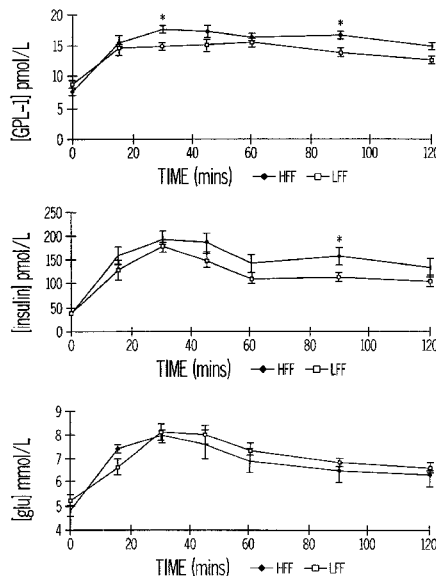 [GPL-1] pmol/L
20
15
10
5
0
* *
0 20 40 60 80 100 120
TIME (mins) HFF LFF
[insulin] pmol/L
250
200
150
100
50
0
*
0 20 40 60 80 100 120
TIME (mins) HFF LFF
[glu] mmol/L
9
8
7
6
5
4
0 20 40 60 80 100 120
TIME (mins) HFF LFF